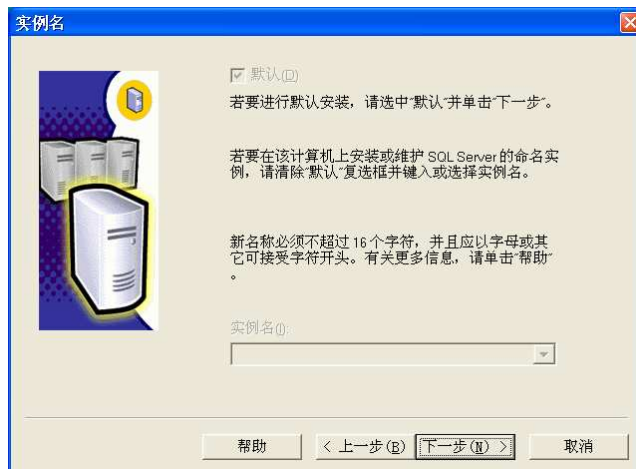 实例名
默认(D)
若要进行默认安装，请选中"默认"并单击"下一步"。
若要在该计算机上安装或维护 SQL Server 的命名实
例，请清除"默认"复选框并键入或选择实例名。
新名称必须不超过 16 个字符，并且应以字母或其
它可接受字符开头。有关更多信息，请单击"帮助"
。
实例名(I):
帮助
< 上一步(B)
下一步(N) >
取消